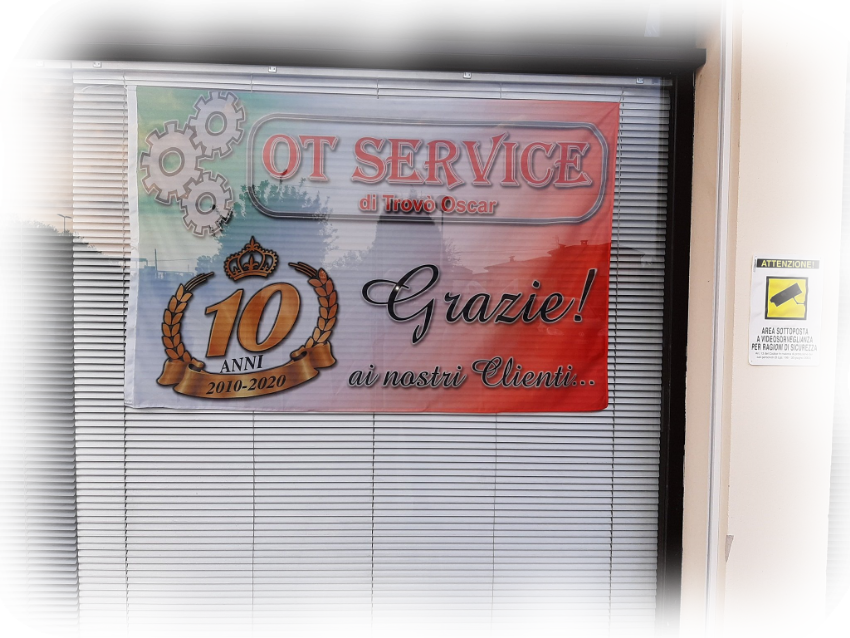 OT SERVICE
di Trovò Oscar
10
ANNI
2010-2020
Grazie!
ai nostri Clienti...
ATTENZIONE!
AREA SOTTOPOSTA
A VIDEOSORVEGLIANZA
PER RAGIONI DI SICUREZZA